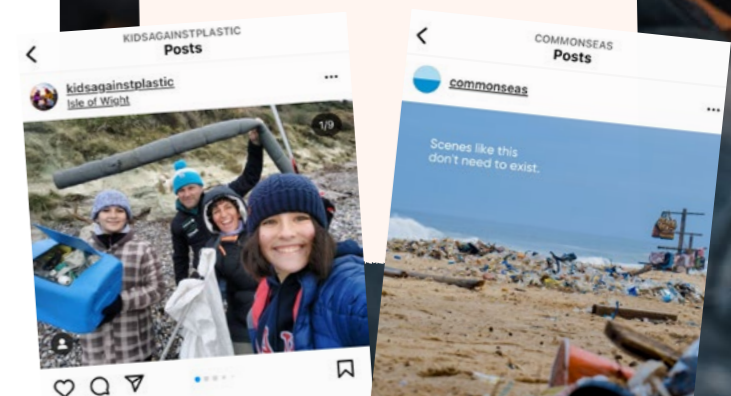 KIDSAGAINSTPLASTIC
Posts
kidsagainstplastic
Isle of Wight
1/9
COMMONSEAS
Posts
commonseas
Scenes like this
don't need to exist.